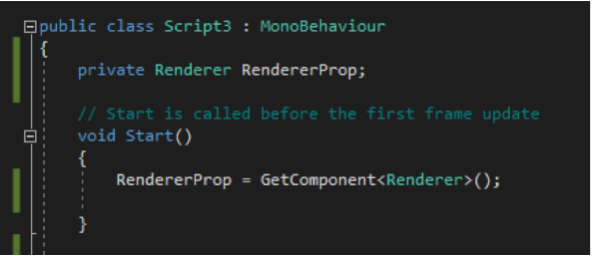 public class Script3 : MonoBehaviour
{
private Renderer RendererProp;
// Start is called before the first frame update
void Start()
{
RendererProp = GetComponent<Renderer>();
}